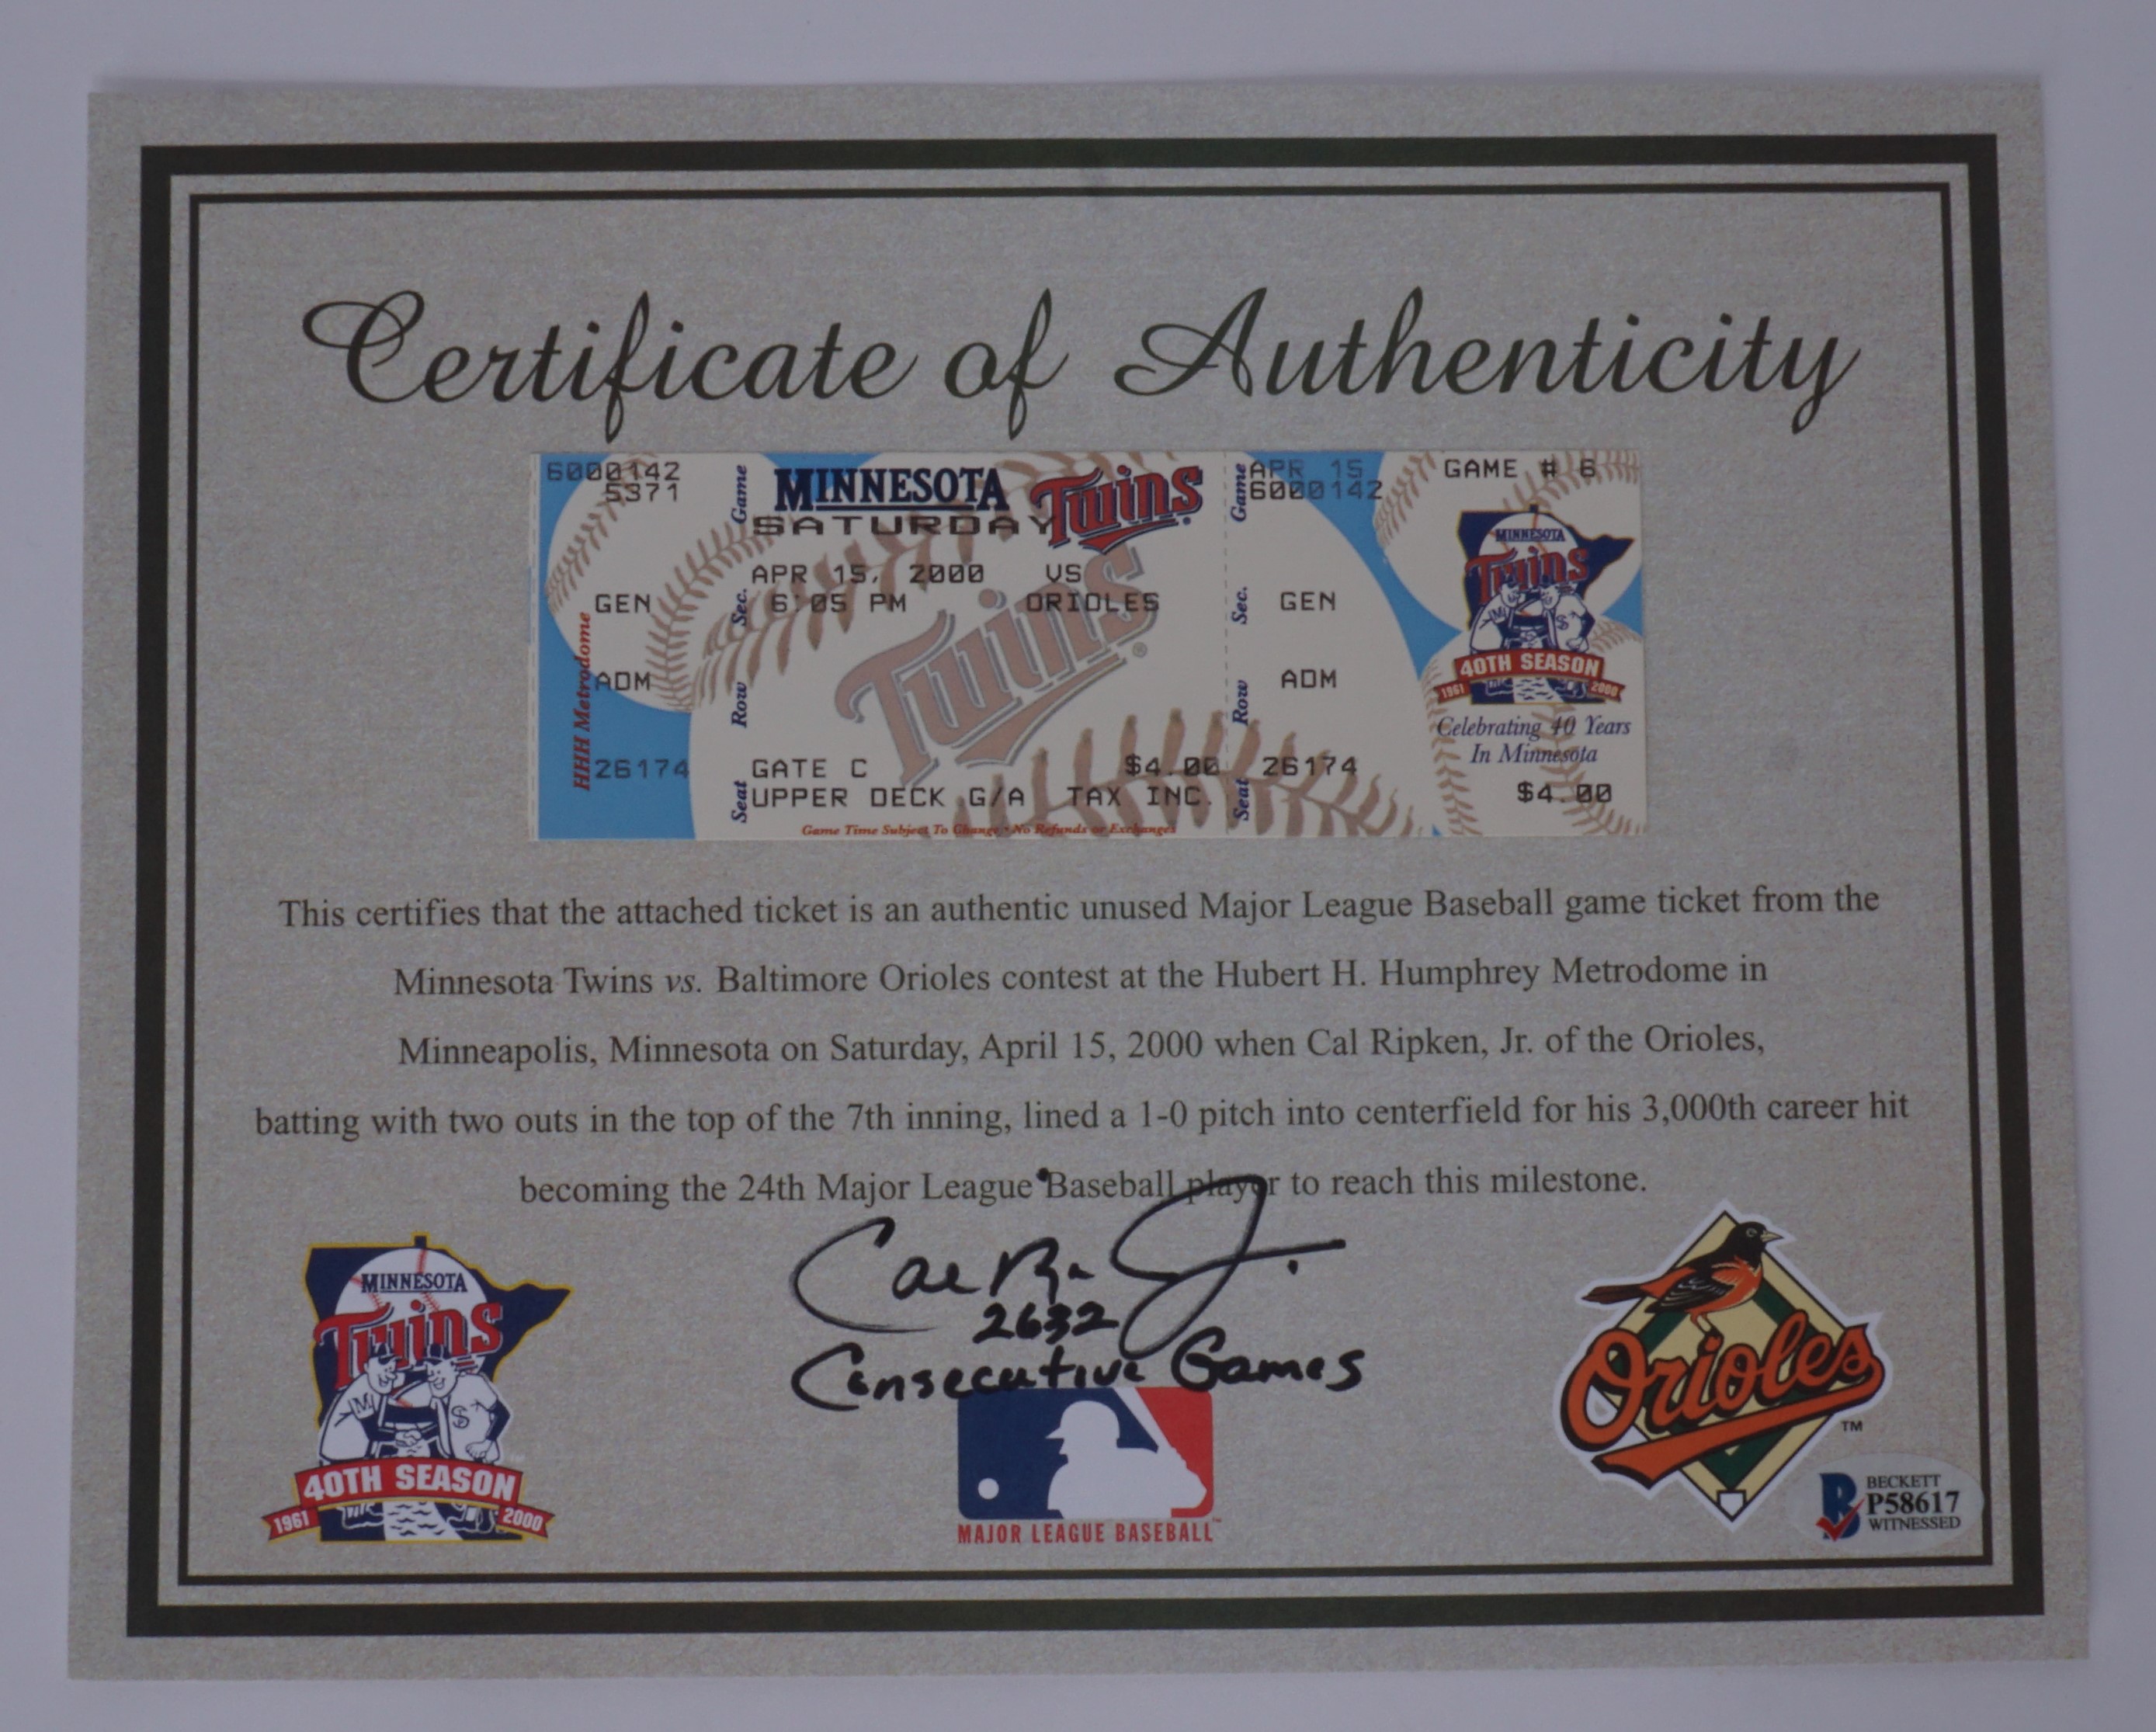 Certificate of Authenticity
6000142
5371
HHH Metrodome
GEN
ADM
26174
Game
Sec.
Row
Seat
MINNESOTA Twins
SATURDAY
APR 15, 2000 VS
6:05 PM ORIOLES
Twins
GATE C $4.00
UPPER DECK G/A TAX INC.
Game Time Subject To Change • No Refunds or Exchanges
Game
Sec.
Row
Seat
APR 15 GAME # 6
6000142
GEN
ADM
26174
MINNESOTA
Twins
40TH SEASON
1961 2000
Celebrating 40 Years
In Minnesota
$4.00
This certifies that the attached ticket is an authentic unused Major League Baseball game ticket from the
Minnesota Twins vs. Baltimore Orioles contest at the Hubert H. Humphrey Metrodome in
Minneapolis, Minnesota on Saturday, April 15, 2000 when Cal Ripken, Jr. of the Orioles,
batting with two outs in the top of the 7th inning, lined a 1-0 pitch into centerfield for his 3,000th career hit
becoming the 24th Major League Baseball player to reach this milestone.
2632
Consecutive Games
MINNESOTA
Twins
M S
40TH SEASON
1961 2000
MAJOR LEAGUE BASEBALL™
Orioles
TM
B
BECKETT
P58617
WITNESSED